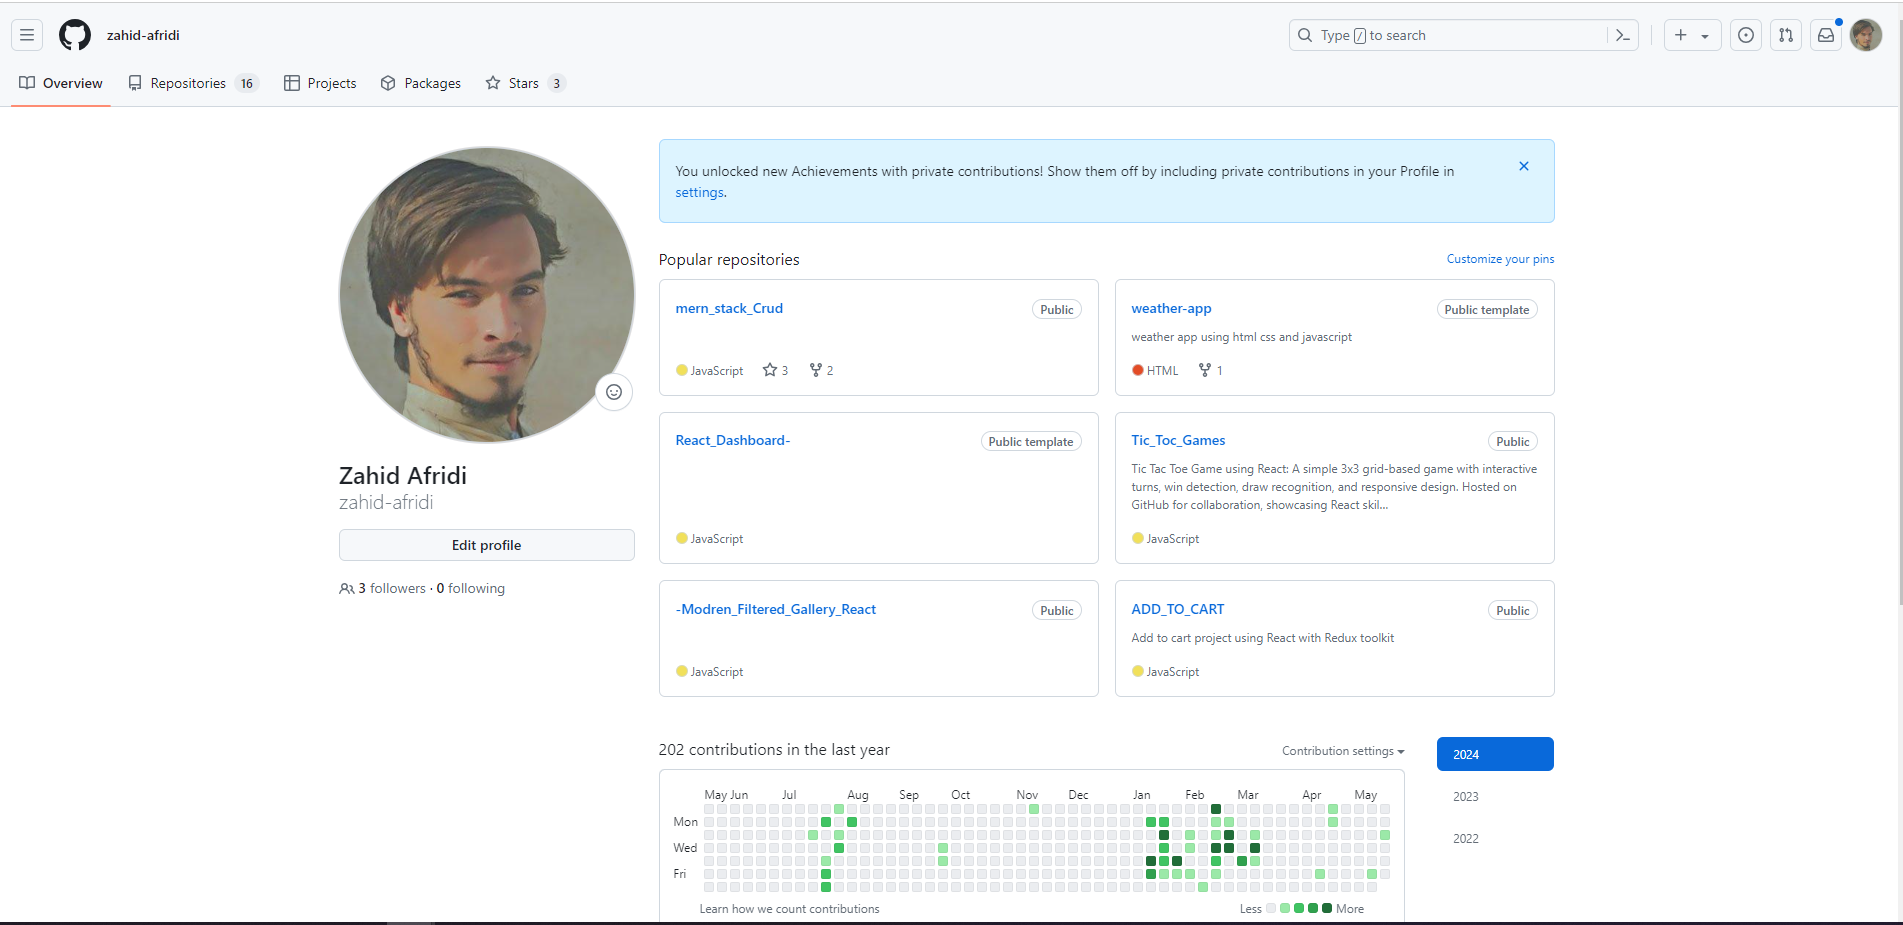 zahid-afridi
Type / to search
Overview
Repositories 16
Projects
Packages
Stars 3
You unlocked new Achievements with private contributions! Show them off by including private contributions in your Profile in
settings.
Zahid Afridi
zahid-afridi
Edit profile
3 followers · 0 following
Popular repositories
Customize your pins
mern_stack_Crud
Public
JavaScript
3
2
weather-app
Public template
weather app using html css and javascript
HTML
1
React_Dashboard-
Public template
JavaScript
Tic_Toc_Games
Public
Tic Tac Toe Game using React: A simple 3x3 grid-based game with interactive
turns, win detection, draw recognition, and responsive design. Hosted on
GitHub for collaboration, showcasing React skil...
JavaScript
-Modren_Filtered_Gallery_React
Public
JavaScript
ADD_TO_CART
Public
Add to cart project using React with Redux toolkit
JavaScript
202 contributions in the last year
Contribution settings
2024
2023
2022
May Jun Jul Aug Sep Oct Nov Dec Jan Feb Mar Apr May
Mon
Wed
Fri
Learn how we count contributions
Less
More